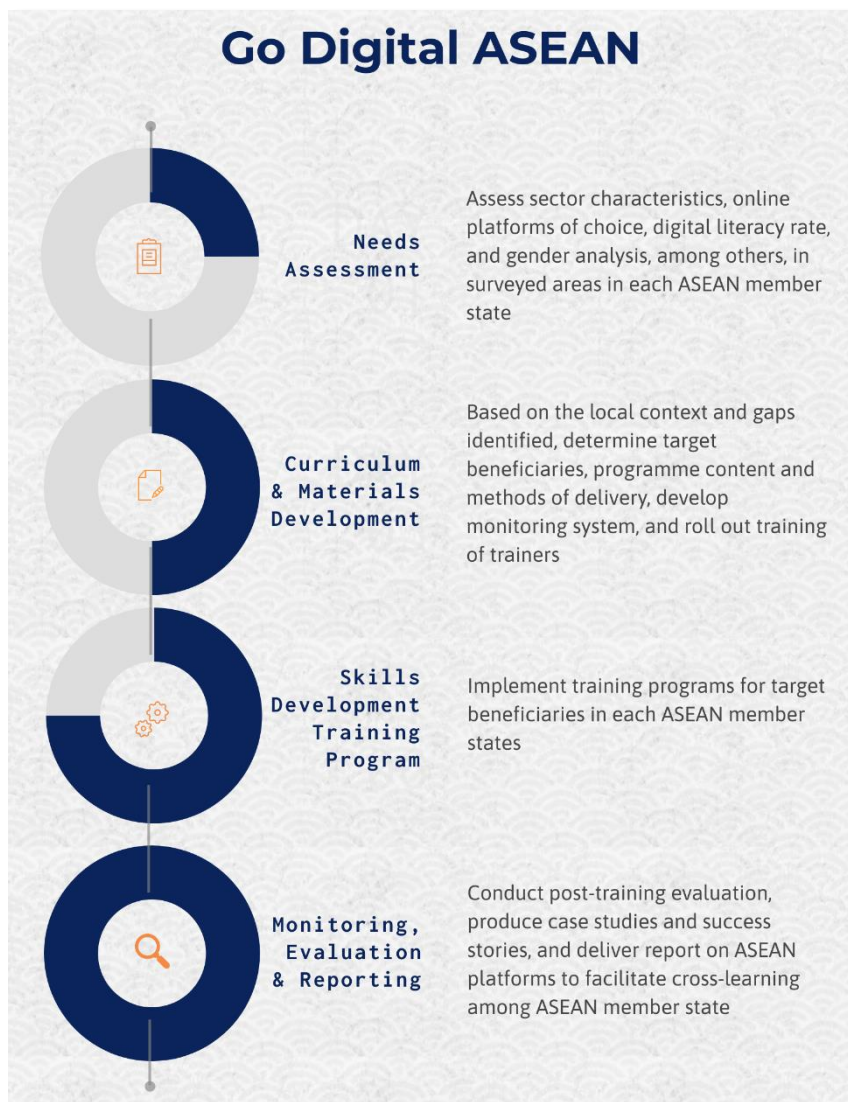 Go Digital ASEAN
Needs
Assessment
Assess sector characteristics, online
platforms of choice, digital literacy rate,
and gender analysis, among others, in
surveyed areas in each ASEAN member
state
Curriculum
& Materials
Development
Based on the local context and gaps
identified, determine target
beneficiaries, programme content and
methods of delivery, develop
monitoring system, and roll out training
of trainers
Skills
Development
Training
Program
Implement training programs for target
beneficiaries in each ASEAN member
states
Monitoring,
Evaluation
& Reporting
Conduct post-training evaluation,
produce case studies and success
stories, and deliver report on ASEAN
platforms to facilitate cross-learning
among ASEAN member state